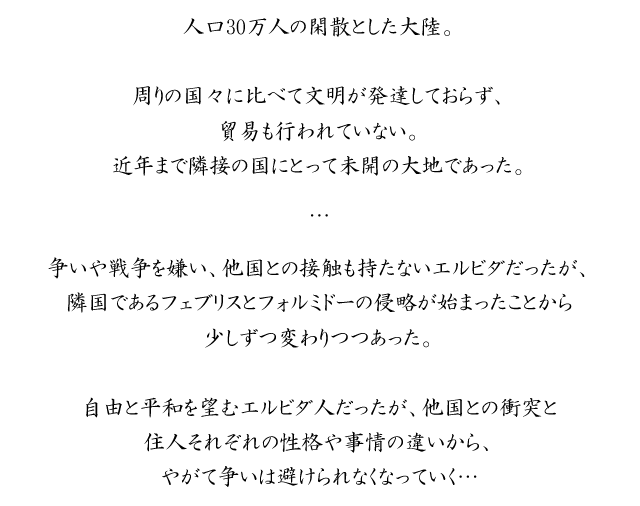 人口30万人の閑散とした大陸。
周りの国々に比べて文明が発達しておらず、
貿易も行われていない。
近年まで隣接の国にとって未開の大地であった。
…
争いや戦争を嫌い、他国との接触も持たないエルビダだったが、
隣国であるフェブリスとフォルミドーの侵略が始まったことから
少しずつ変わりつつあった。
自由と平和を望むエルビダ人だったが、他国との衝突と
住人それぞれの性格や事情の違いから、
やがて争いは避けられなくなっていく…